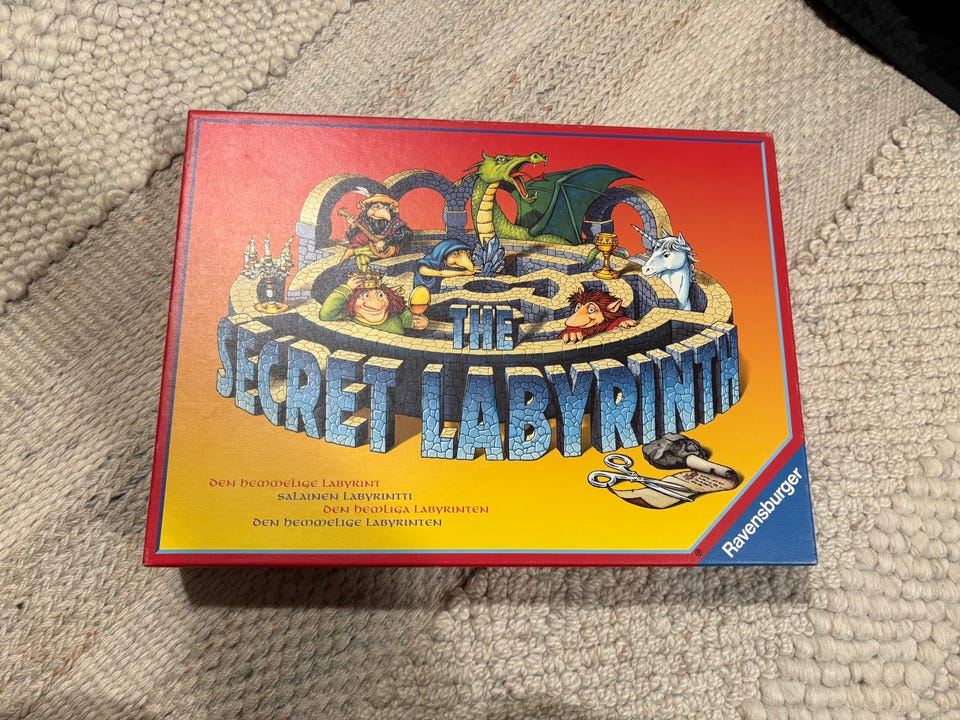 THE
SECRET LABYRINTH
DEN HEMMELIGE LABYRINT
SALAINEN LABYRINTTI
DEN HEMLIGA LABYRINTEN
DEN HEMMELIGE LABYRINTEN
Ravensburger
®